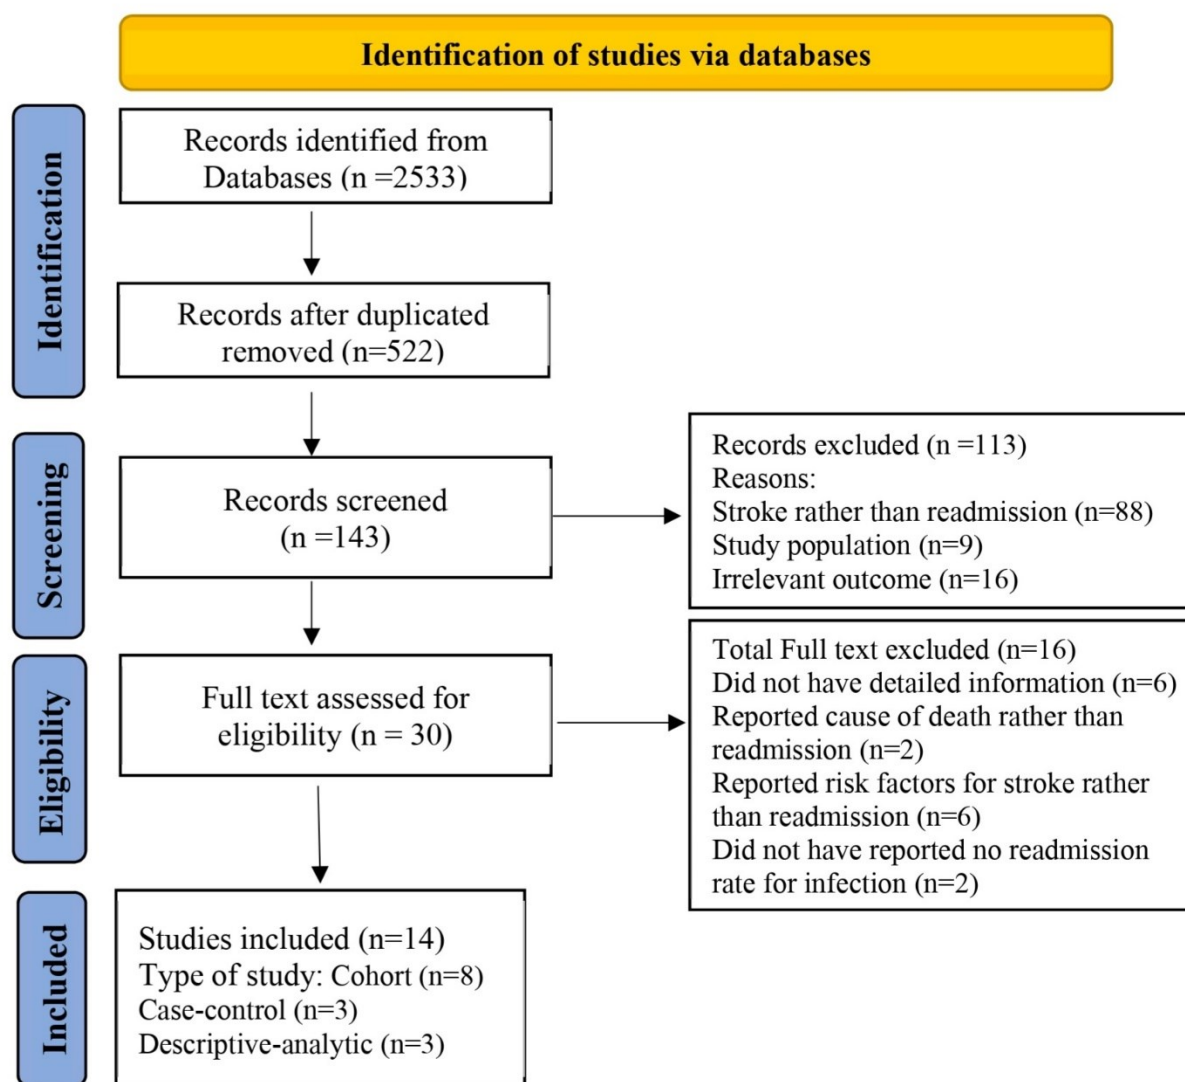 Identification of studies via databases
Identification
Records identified from
Databases (n =2533)
Records after duplicated
removed (n=522)
Screening
Records screened
(n =143)
Records excluded (n =113)
Reasons:
Stroke rather than readmission (n=88)
Study population (n=9)
Irrelevant outcome (n=16)
Eligibility
Full text assessed for
eligibility (n = 30)
Total Full text excluded (n=16)
Did not have detailed information (n=6)
Reported cause of death rather than
readmission (n=2)
Reported risk factors for stroke rather
than readmission (n=6)
Did not have reported no readmission
rate for infection (n=2)
Included
Studies included (n=14)
Type of study: Cohort (n=8)
Case-control (n=3)
Descriptive-analytic (n=3)